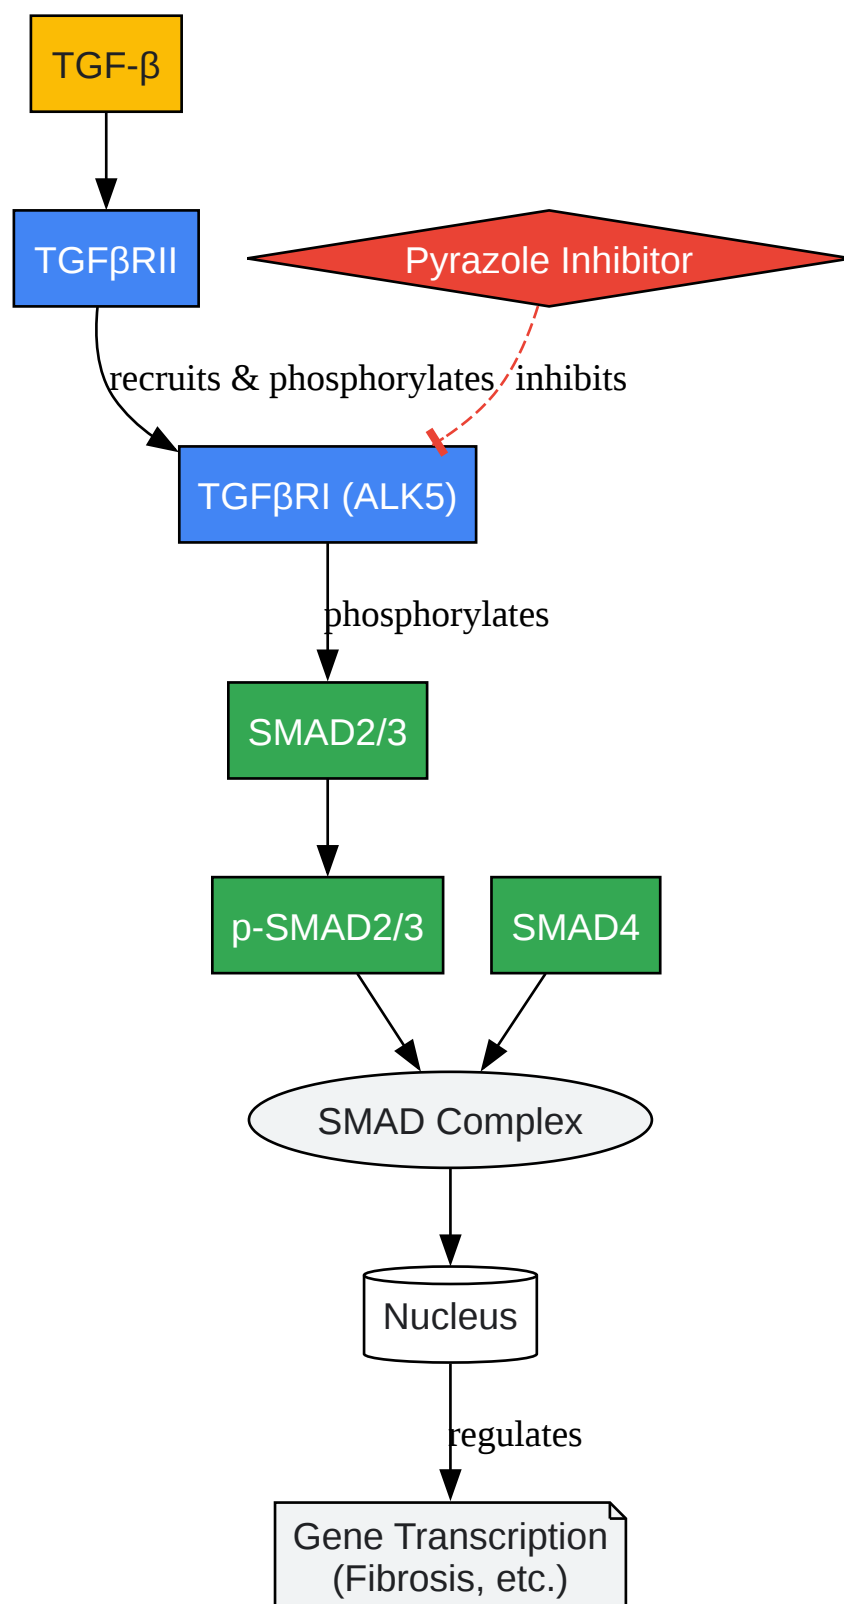 TGF-β
TGFβRII
Pyrazole Inhibitor
recruits & phosphorylates
inhibits
TGFβRI (ALK5)
phosphorylates
SMAD2/3
p-SMAD2/3
SMAD4
SMAD Complex
Nucleus
regulates
Gene Transcription
(Fibrosis, etc.)